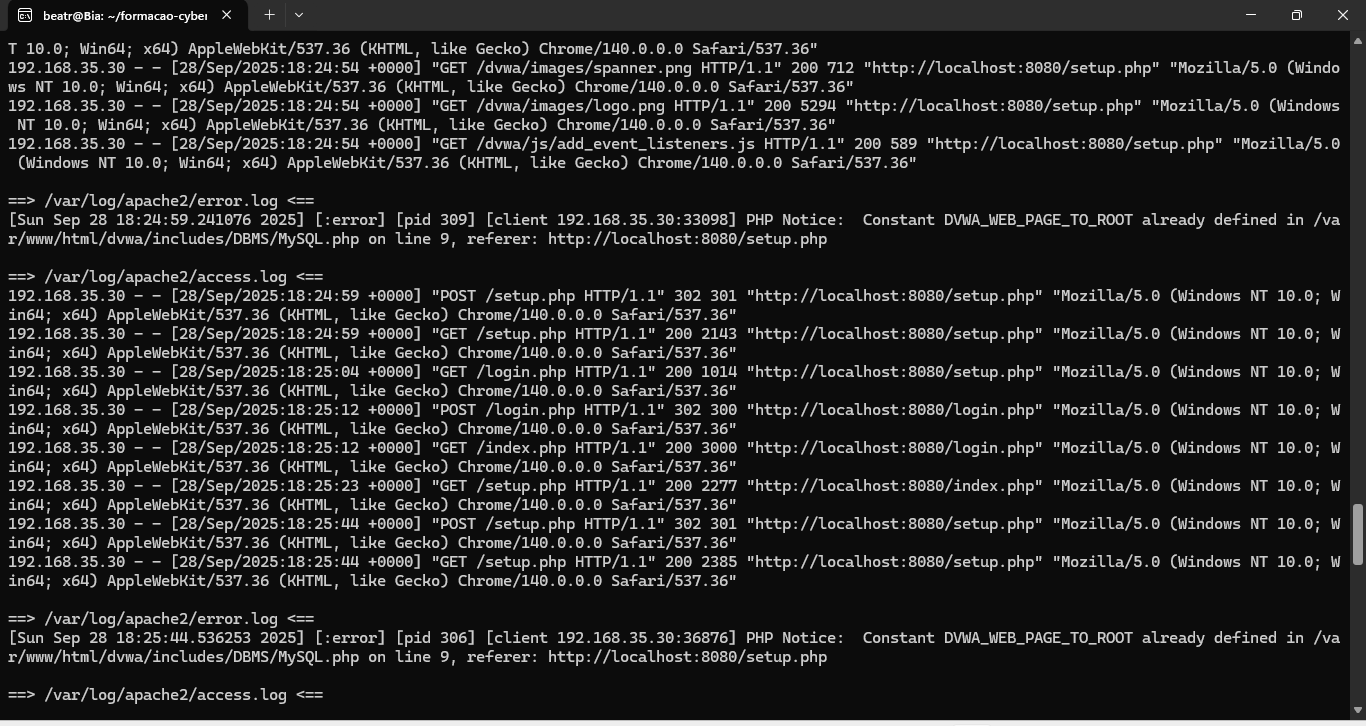 beatr@Bia: ~/formacao-cyber
T 10.0; Win64; x64) AppleWebKit/537.36 (KHTML, like Gecko) Chrome/140.0.0.0 Safari/537.36"
192.168.35.30 - - [28/Sep/2025:18:24:54 +0000] "GET /dvwa/images/spanner.png HTTP/1.1" 200 712 "http://localhost:8080/setup.php" "Mozilla/5.0 (Windo
ws NT 10.0; Win64; x64) AppleWebKit/537.36 (KHTML, like Gecko) Chrome/140.0.0.0 Safari/537.36"
192.168.35.30 - - [28/Sep/2025:18:24:54 +0000] "GET /dvwa/images/logo.png HTTP/1.1" 200 5294 "http://localhost:8080/setup.php" "Mozilla/5.0 (Windows
 NT 10.0; Win64; x64) AppleWebKit/537.36 (KHTML, like Gecko) Chrome/140.0.0.0 Safari/537.36"
192.168.35.30 - - [28/Sep/2025:18:24:54 +0000] "GET /dvwa/js/add_event_listeners.js HTTP/1.1" 200 589 "http://localhost:8080/setup.php" "Mozilla/5.0
 (Windows NT 10.0; Win64; x64) AppleWebKit/537.36 (KHTML, like Gecko) Chrome/140.0.0.0 Safari/537.36"
==> /var/log/apache2/error.log <==
[Sun Sep 28 18:24:59.241076 2025] [:error] [pid 309] [client 192.168.35.30:33098] PHP Notice:  Constant DVWA_WEB_PAGE_TO_ROOT already defined in /va
r/www/html/dvwa/includes/DBMS/MySQL.php on line 9, referer: http://localhost:8080/setup.php
==> /var/log/apache2/access.log <==
192.168.35.30 - - [28/Sep/2025:18:24:59 +0000] "POST /setup.php HTTP/1.1" 302 301 "http://localhost:8080/setup.php" "Mozilla/5.0 (Windows NT 10.0; W
in64; x64) AppleWebKit/537.36 (KHTML, like Gecko) Chrome/140.0.0.0 Safari/537.36"
192.168.35.30 - - [28/Sep/2025:18:24:59 +0000] "GET /setup.php HTTP/1.1" 200 2143 "http://localhost:8080/setup.php" "Mozilla/5.0 (Windows NT 10.0; W
in64; x64) AppleWebKit/537.36 (KHTML, like Gecko) Chrome/140.0.0.0 Safari/537.36"
192.168.35.30 - - [28/Sep/2025:18:25:04 +0000] "GET /login.php HTTP/1.1" 200 1014 "http://localhost:8080/setup.php" "Mozilla/5.0 (Windows NT 10.0; W
in64; x64) AppleWebKit/537.36 (KHTML, like Gecko) Chrome/140.0.0.0 Safari/537.36"
192.168.35.30 - - [28/Sep/2025:18:25:12 +0000] "POST /login.php HTTP/1.1" 302 300 "http://localhost:8080/login.php" "Mozilla/5.0 (Windows NT 10.0; W
in64; x64) AppleWebKit/537.36 (KHTML, like Gecko) Chrome/140.0.0.0 Safari/537.36"
192.168.35.30 - - [28/Sep/2025:18:25:12 +0000] "GET /index.php HTTP/1.1" 200 3000 "http://localhost:8080/login.php" "Mozilla/5.0 (Windows NT 10.0; W
in64; x64) AppleWebKit/537.36 (KHTML, like Gecko) Chrome/140.0.0.0 Safari/537.36"
192.168.35.30 - - [28/Sep/2025:18:25:23 +0000] "GET /setup.php HTTP/1.1" 200 2277 "http://localhost:8080/index.php" "Mozilla/5.0 (Windows NT 10.0; W
in64; x64) AppleWebKit/537.36 (KHTML, like Gecko) Chrome/140.0.0.0 Safari/537.36"
192.168.35.30 - - [28/Sep/2025:18:25:44 +0000] "POST /setup.php HTTP/1.1" 302 301 "http://localhost:8080/setup.php" "Mozilla/5.0 (Windows NT 10.0; W
in64; x64) AppleWebKit/537.36 (KHTML, like Gecko) Chrome/140.0.0.0 Safari/537.36"
192.168.35.30 - - [28/Sep/2025:18:25:44 +0000] "GET /setup.php HTTP/1.1" 200 2385 "http://localhost:8080/setup.php" "Mozilla/5.0 (Windows NT 10.0; W
in64; x64) AppleWebKit/537.36 (KHTML, like Gecko) Chrome/140.0.0.0 Safari/537.36"
==> /var/log/apache2/error.log <==
[Sun Sep 28 18:25:44.536253 2025] [:error] [pid 306] [client 192.168.35.30:36876] PHP Notice:  Constant DVWA_WEB_PAGE_TO_ROOT already defined in /va
r/www/html/dvwa/includes/DBMS/MySQL.php on line 9, referer: http://localhost:8080/setup.php
==> /var/log/apache2/access.log <==